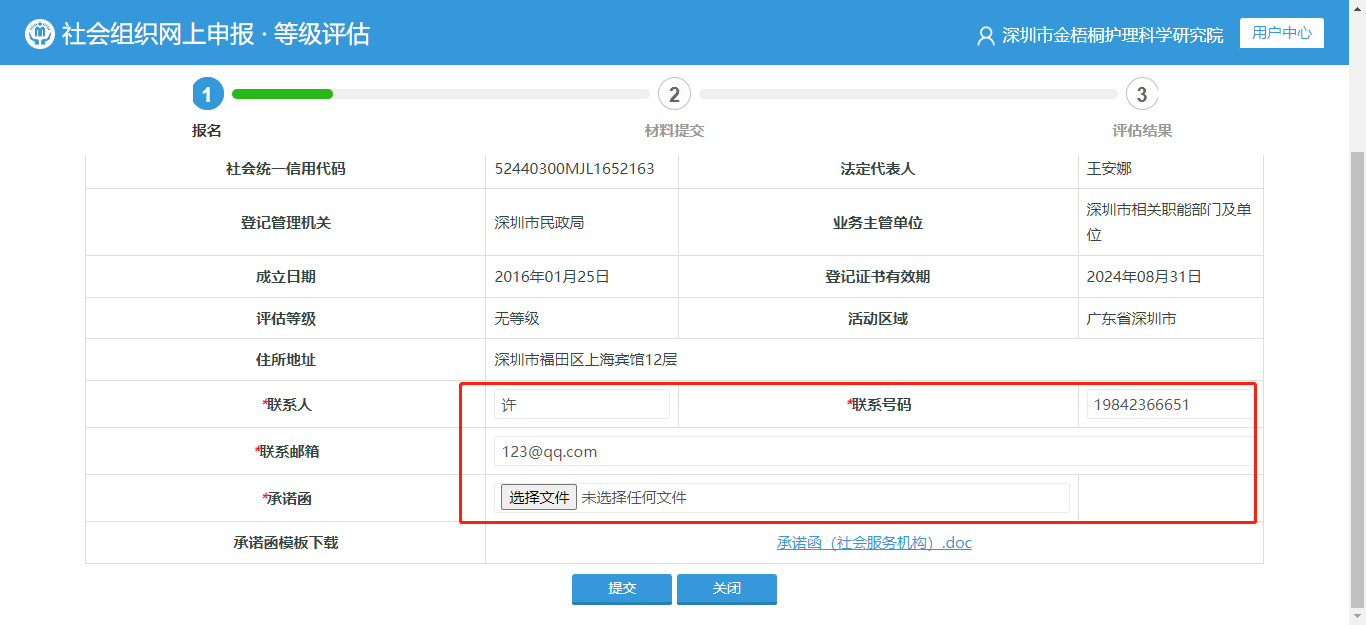 社会组织网上申报 · 等级评估
深圳市金梧桐护理科学研究院
用户中心
1
2
3
报名
材料提交
评估结果
社会统一信用代码
52440300MJL1652163
法定代表人
王安娜
登记管理机关
深圳市民政局
业务主管单位
深圳市相关职能部门及单
位
成立日期
2016年01月25日
登记证书有效期
2024年08月31日
评估等级
无等级
活动区域
广东省深圳市
住所地址
深圳市福田区上海宾馆12层
*联系人
许
*联系号码
19842366651
*联系邮箱
123@qq.com
*承诺函
选择文件 未选择任何文件
承诺函模板下载
承诺函（社会服务机构）.doc
提交
关闭